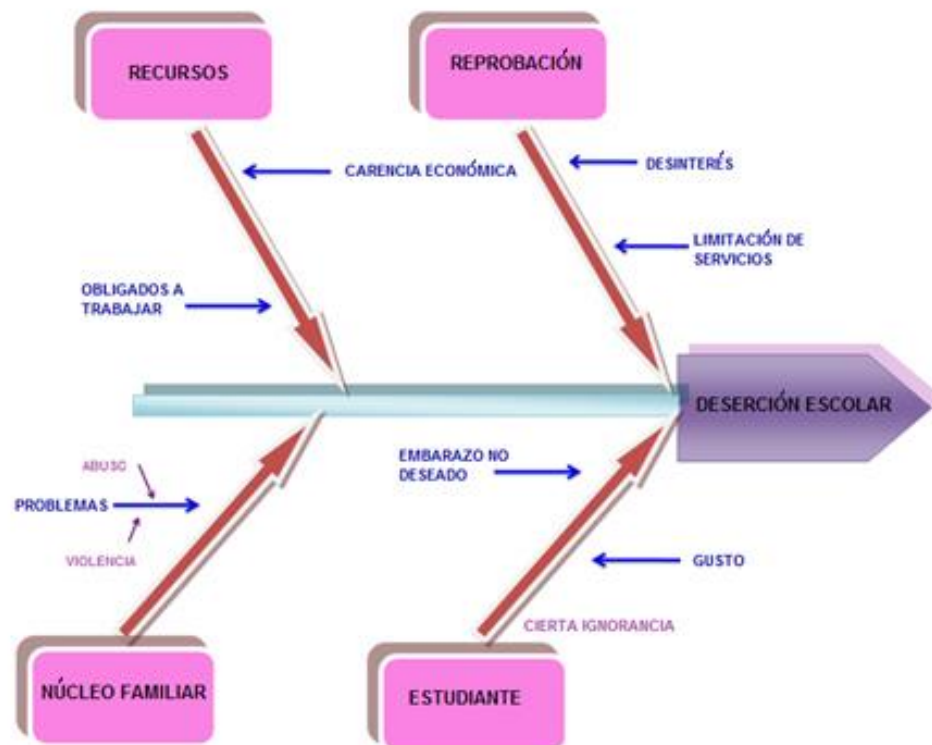 RECURSOS
REPROBACIÓN
CARENCIA ECONÓMICA
DESINTERÉS
LIMITACIÓN DE
SERVICIOS
OBLIGADOS A
TRABAJAR
DESERCIÓN ESCOLAR
EMBARAZO NO
DESEADO
ABUSO
PROBLEMAS
VIOLENCIA
GUSTO
CIERTA IGNORANCIA
NÚCLEO FAMILIAR
ESTUDIANTE